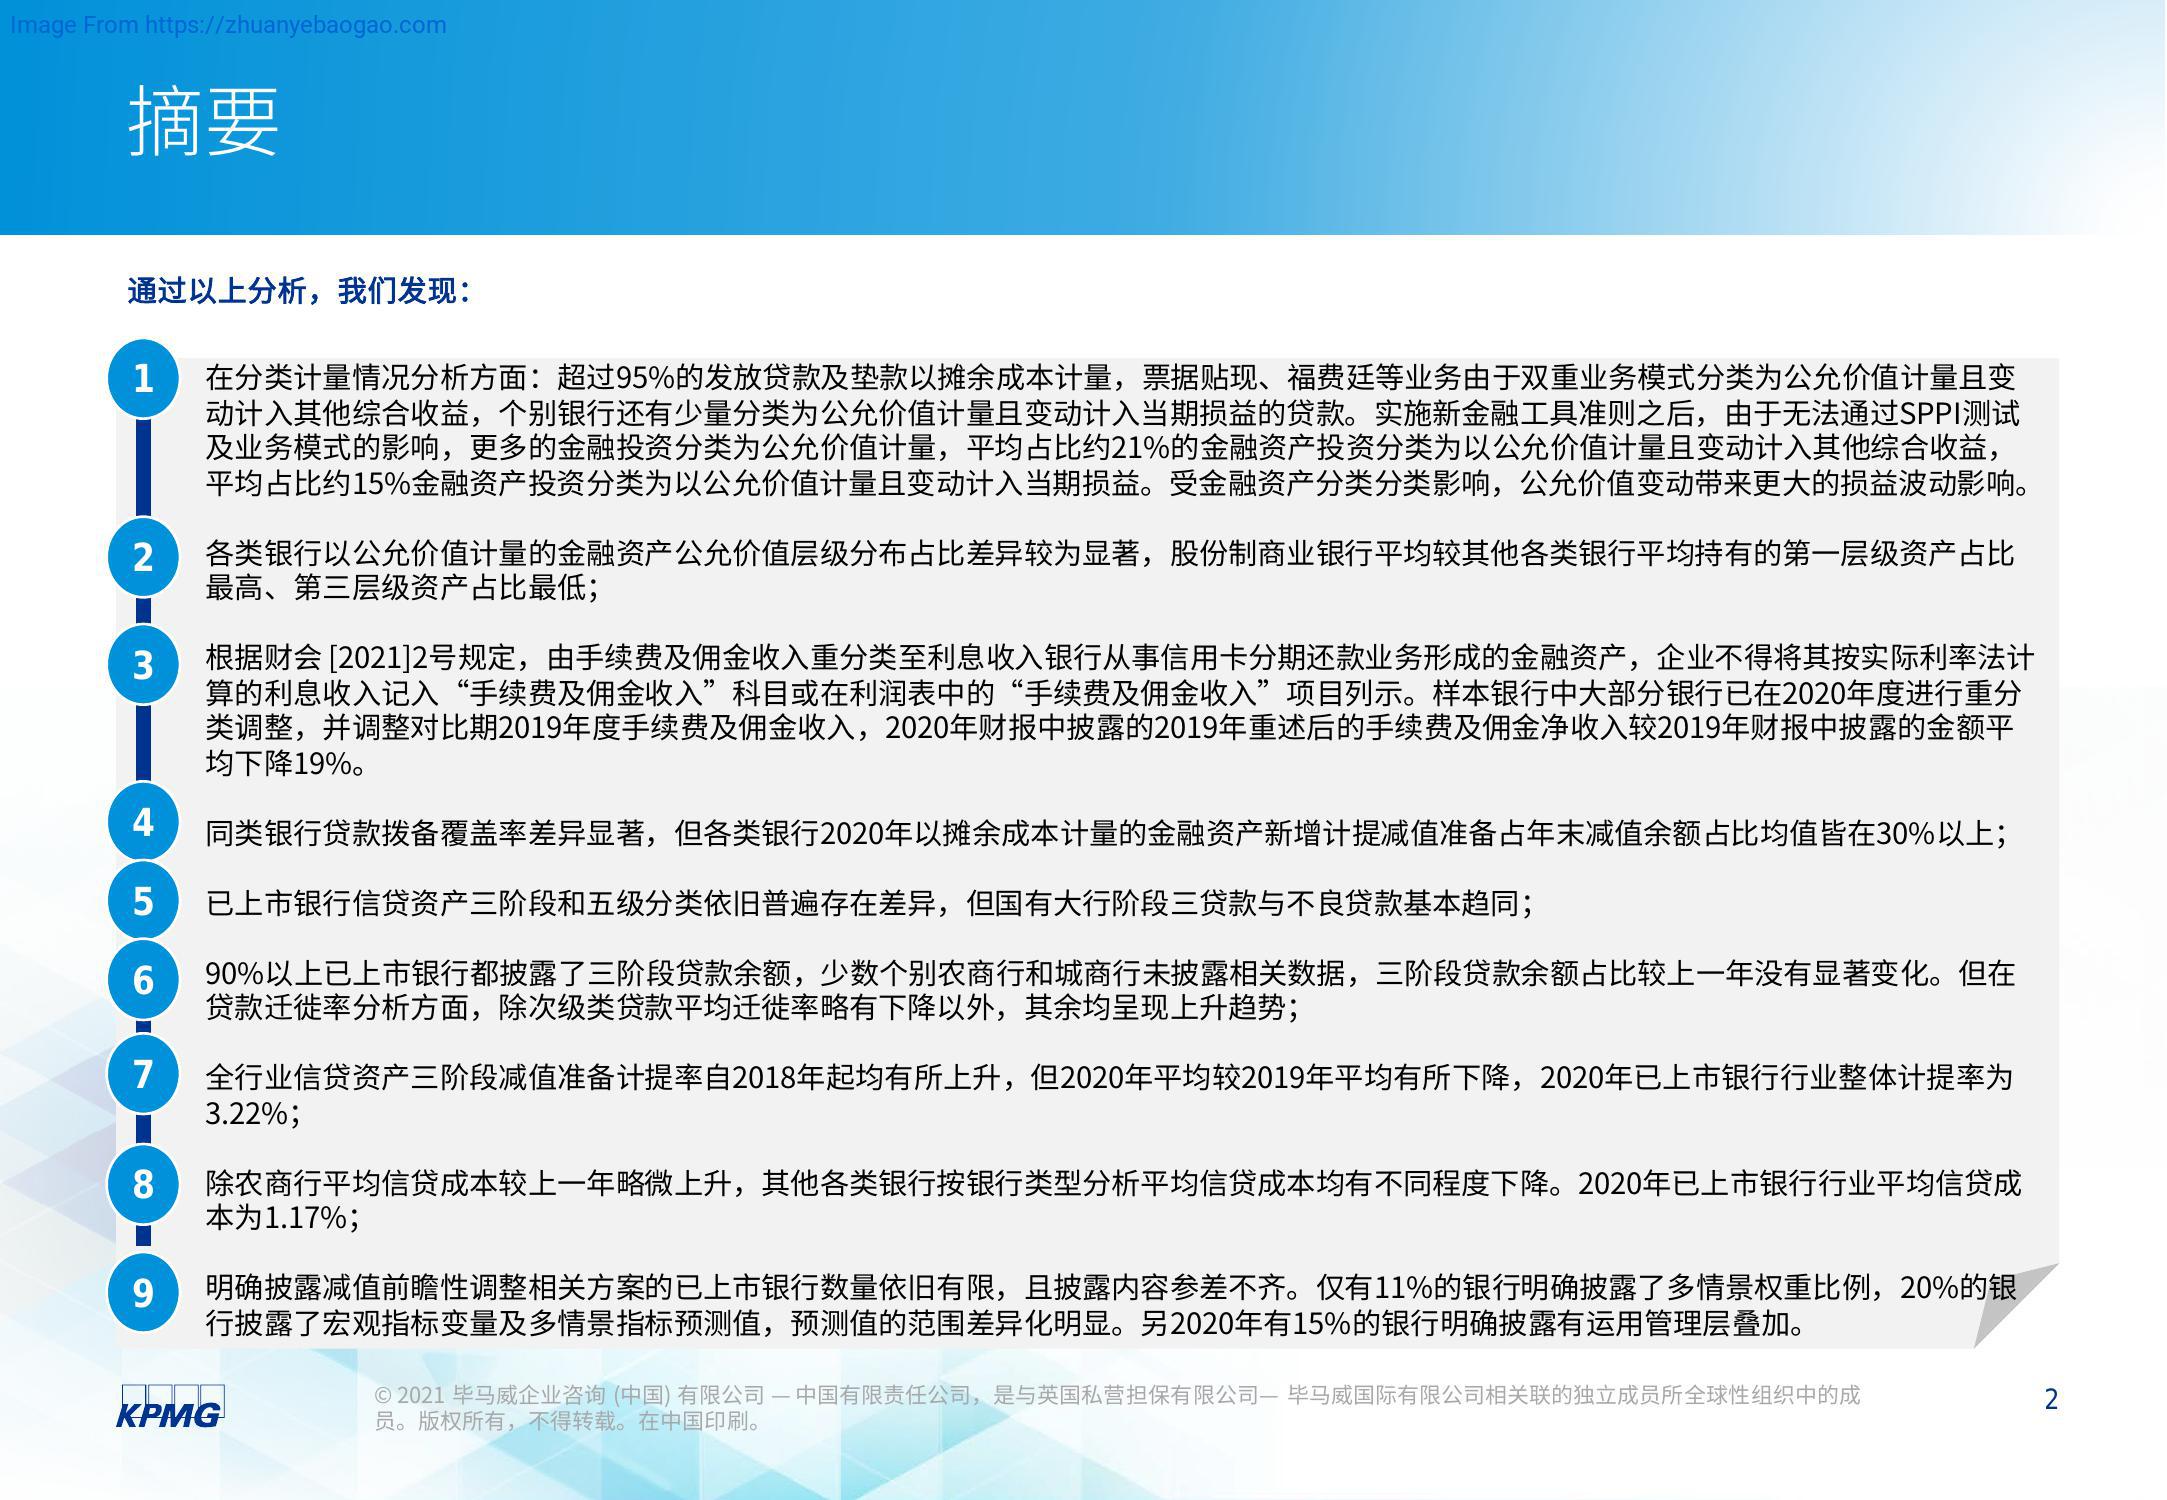 Image From https://zhuanyebaogao.com
摘要
通过以上分析，我们发现：
1
在分类计量情况分析方面：超过95%的发放贷款及垫款以摊余成本计量，票据贴现、福费廷等业务由于双重业务模式分类为公允价值计量且变
动计入其他综合收益，个别银行还有少量分类为公允价值计量且变动计入当期损益的贷款。实施新金融工具准则之后，由于无法通过SPPI测试
及业务模式的影响，更多的金融投资分类为公允价值计量，平均占比约21%的金融资产投资分类为以公允价值计量且变动计入其他综合收益，
平均占比约15%金融资产投资分类为以公允价值计量且变动计入当期损益。受金融资产分类分类影响，公允价值变动带来更大的损益波动影响。
2
各类银行以公允价值计量的金融资产公允价值层级分布占比差异较为显著，股份制商业银行平均较其他各类银行平均持有的第一层级资产占比
最高、第三层级资产占比最低；
3
根据财会 [2021]2号规定，由手续费及佣金收入重分类至利息收入银行从事信用卡分期还款业务形成的金融资产，企业不得将其按实际利率法计
算的利息收入记入“手续费及佣金收入”科目或在利润表中的“手续费及佣金收入”项目列示。样本银行中大部分银行已在2020年度进行重分
类调整，并调整对比期2019年度手续费及佣金收入，2020年财报中披露的2019年重述后的手续费及佣金净收入较2019年财报中披露的金额平
均下降19%。
4
同类银行贷款拨备覆盖率差异显著，但各类银行2020年以摊余成本计量的金融资产新增计提减值准备占年末减值余额占比均值皆在30%以上；
5
已上市银行信贷资产三阶段和五级分类依旧普遍存在差异，但国有大行阶段三贷款与不良贷款基本趋同；
6
90%以上已上市银行都披露了三阶段贷款余额，少数个别农商行和城商行未披露相关数据，三阶段贷款余额占比较上一年没有显著变化。但在
贷款迁徙率分析方面，除次级类贷款平均迁徙率略有下降以外，其余均呈现上升趋势；
7
全行业信贷资产三阶段减值准备计提率自2018年起均有所上升，但2020年平均较2019年平均有所下降，2020年已上市银行行业整体计提率为
3.22%；
8
除农商行平均信贷成本较上一年略微上升，其他各类银行按银行类型分析平均信贷成本均有不同程度下降。2020年已上市银行行业平均信贷成
本为1.17%；
9
明确披露减值前瞻性调整相关方案的已上市银行数量依旧有限，且披露内容参差不齐。仅有11%的银行明确披露了多情景权重比例，20%的银
行披露了宏观指标变量及多情景指标预测值，预测值的范围差异化明显。另2020年有15%的银行明确披露有运用管理层叠加。
KPMG
© 2021 毕马威企业咨询 (中国) 有限公司 — 中国有限责任公司，是与英国私营担保有限公司— 毕马威国际有限公司相关联的独立成员所全球性组织中的成
员。版权所有，不得转载。在中国印刷。
2